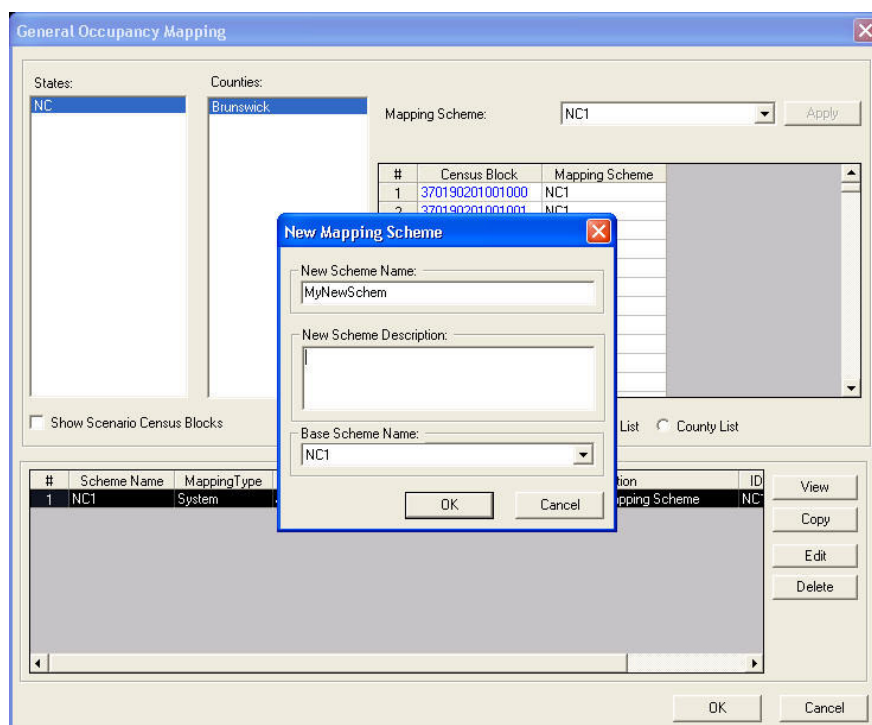 General Occupancy Mapping
States:
Counties:
NC
Brunswick
Mapping Scheme:
NC1
Apply
# Census Block Mapping Scheme
1 370190201001000 NC1
2 370190201001001 NC1
New Mapping Scheme
New Scheme Name:
MyNewSchem
New Scheme Description:
Base Scheme Name:
NC1
OK Cancel
Show Scenario Census Blocks
List County List
# Scheme Name MappingType tion ID
1 NC1 System pping Scheme NC
View
Copy
Edit
Delete
OK Cancel